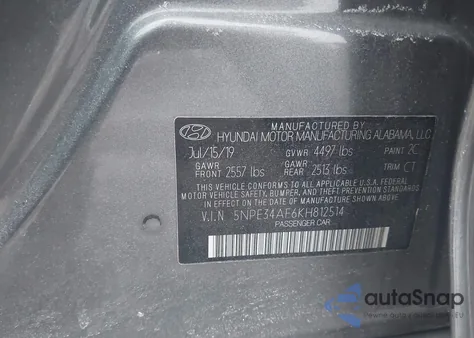 MANUFACTURED BY
HYUNDAI MOTOR MANUFACTURING ALABAMA, LLC
Jul/15/19 GVWR 4497 lbs PAINT 3C
GAWR FRONT 2557 lbs GAWR REAR 2513 lbs TRIM CT
THIS VEHICLE CONFORMS TO ALL APPLICABLE U.S.A. FEDERAL
MOTOR VEHICLE SAFETY, BUMPER, AND THEFT PREVENTION STANDARDS
IN EFFECT ON THE DATE OF MANUFACTURE SHOWN ABOVE.
V.I.N 5NPE34AF6KH812514
PASSENGER CAR
autoSnap